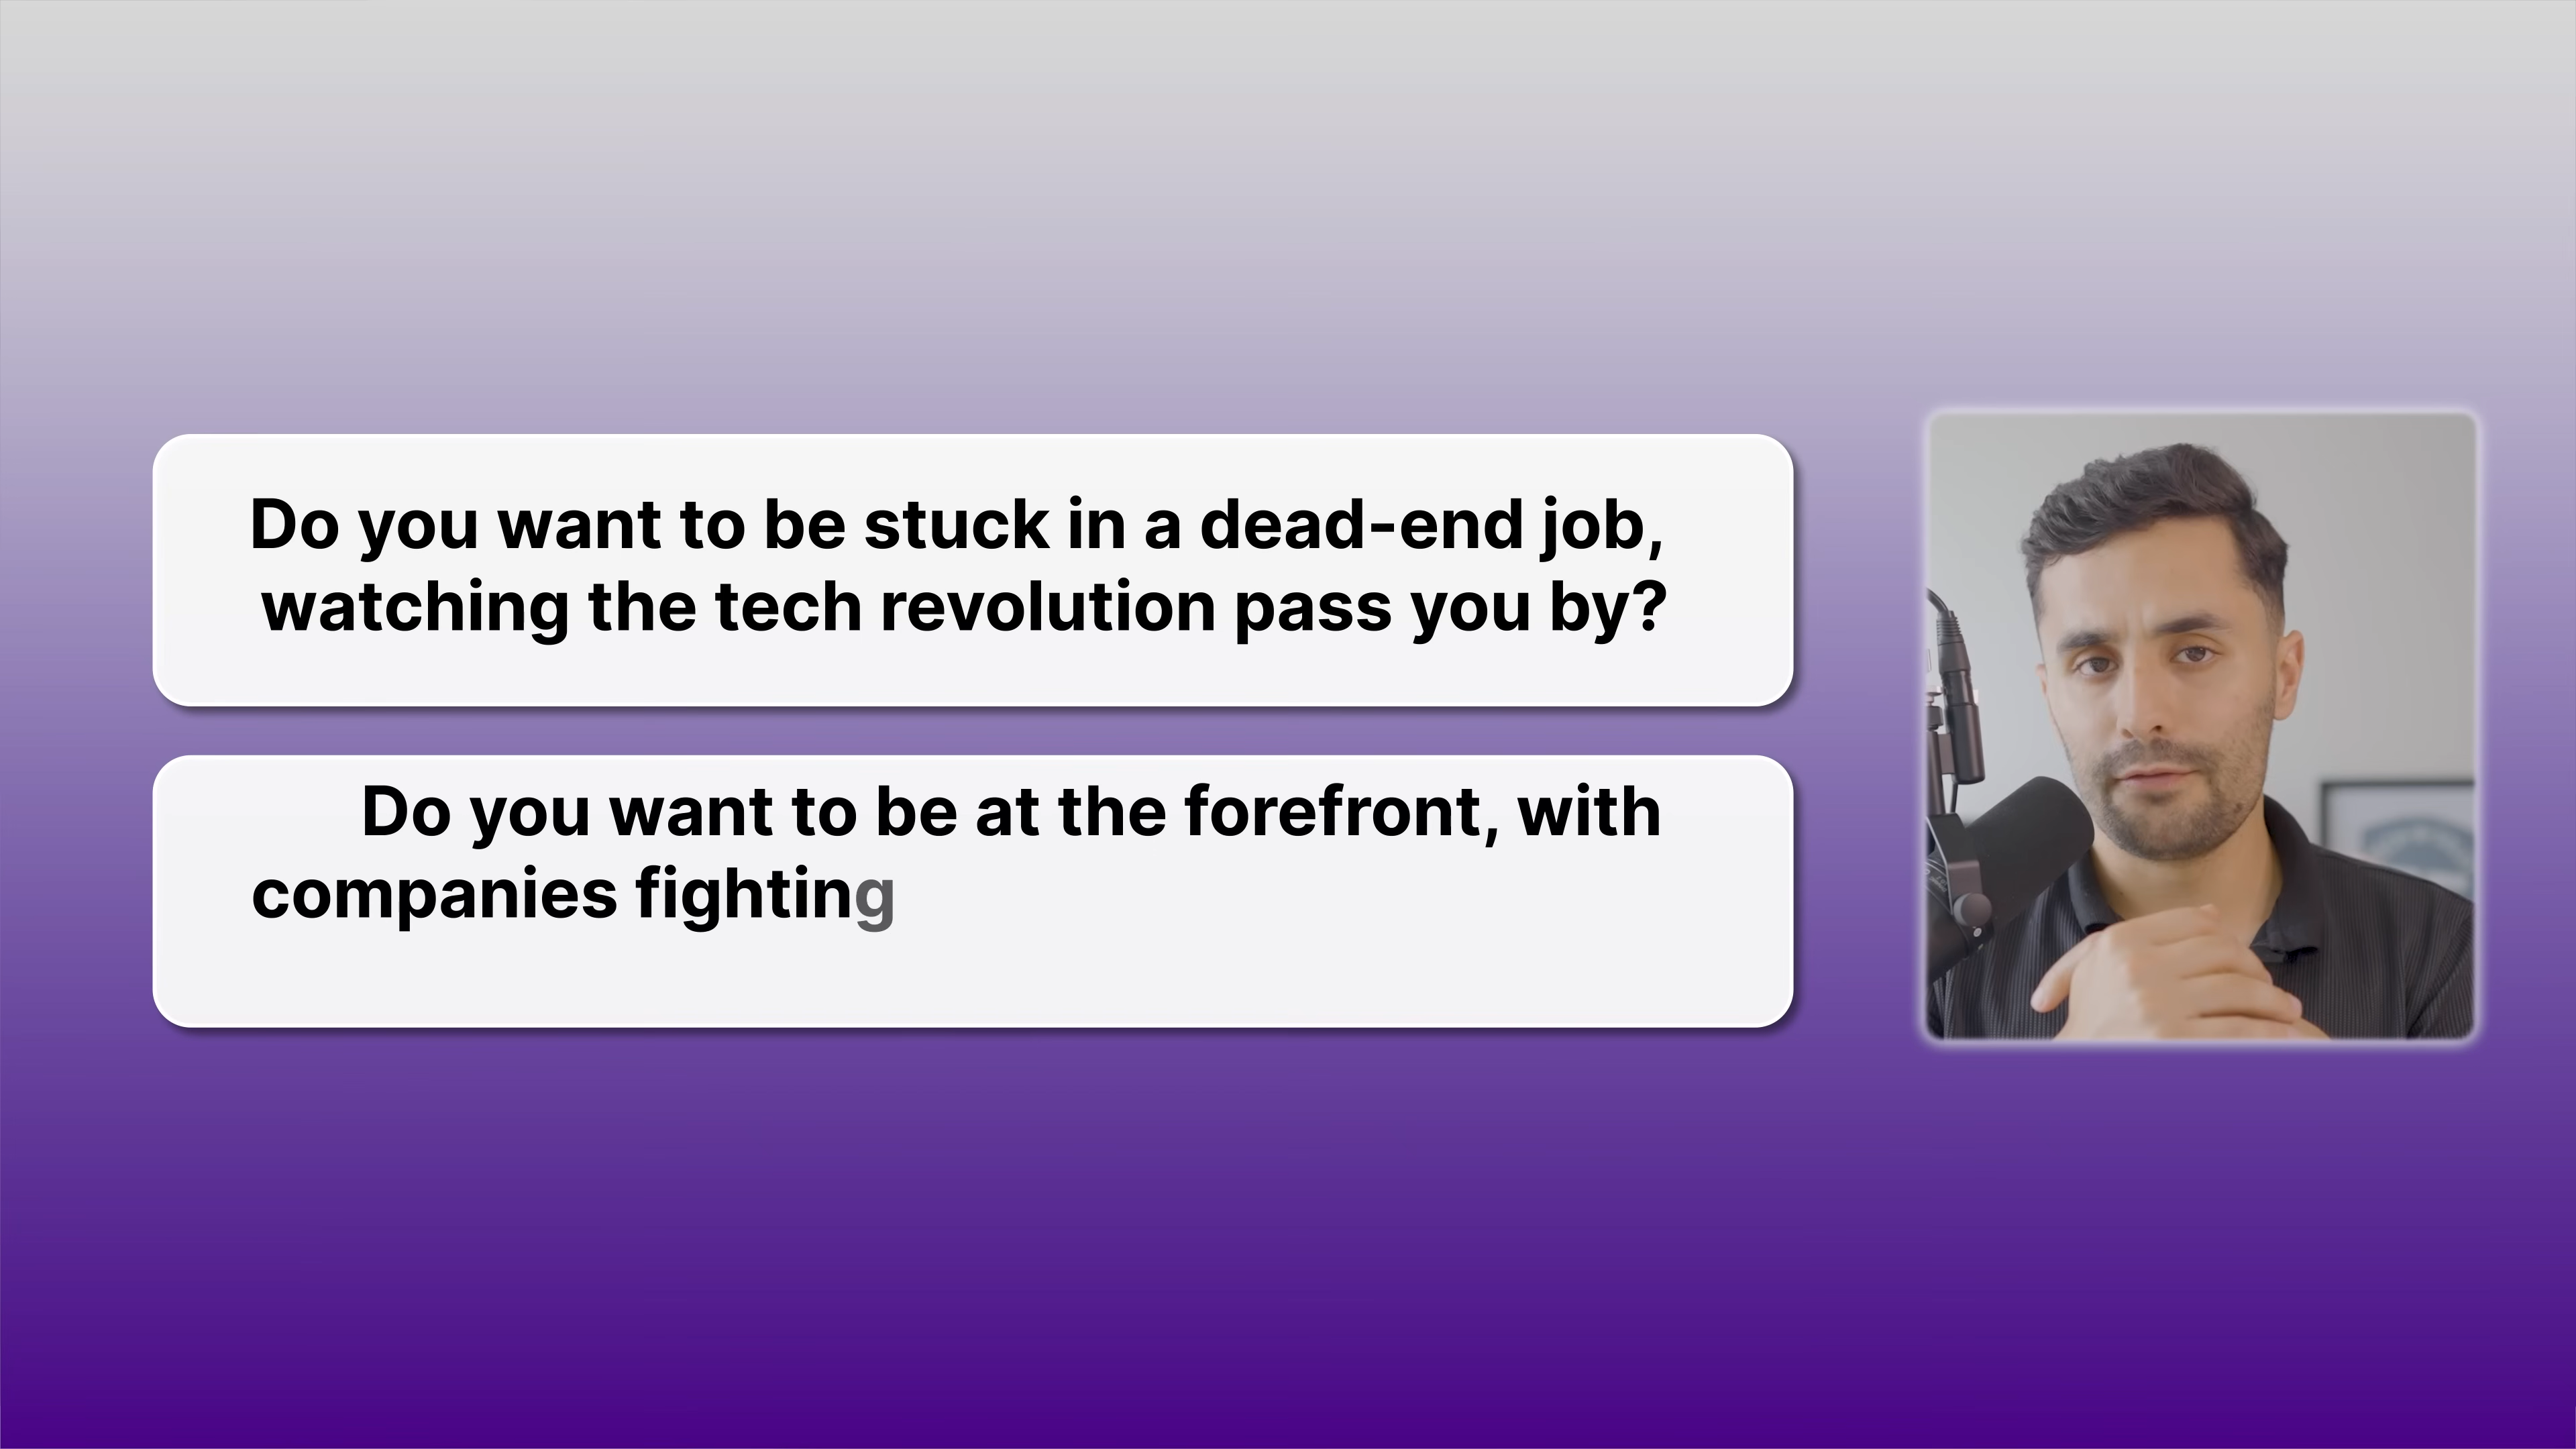 Do you want to be stuck in a dead-end job,
watching the tech revolution pass you by?
Do you want to be at the forefront, with
companies fighting